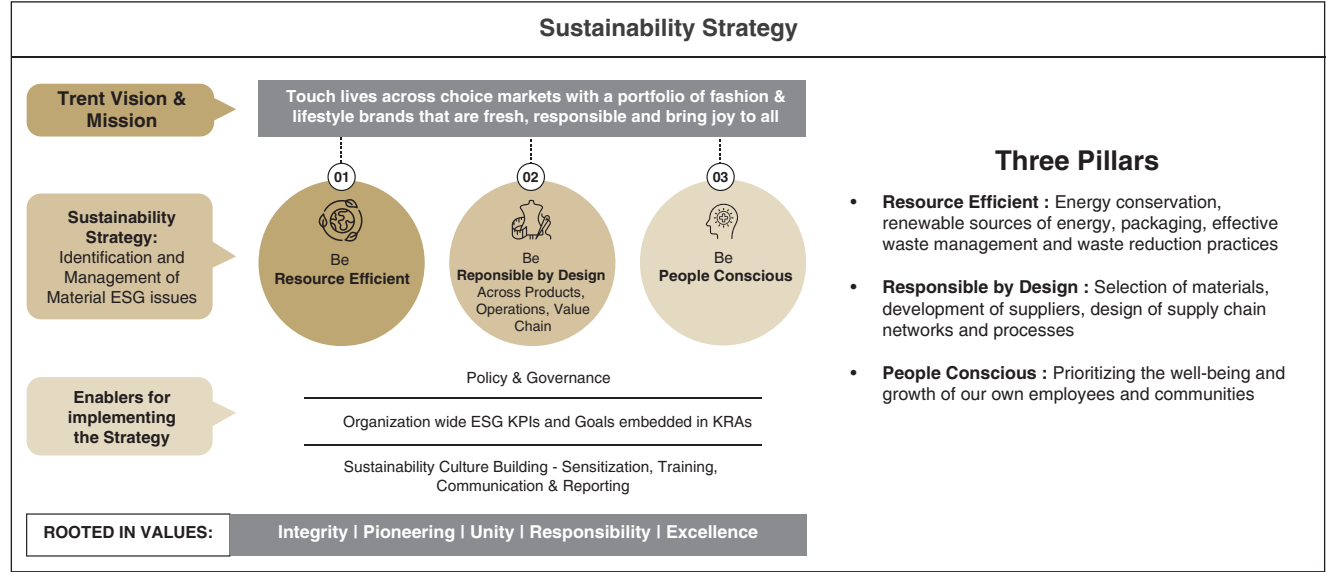 Sustainability Strategy
Trent Vision &
Mission
Touch lives across choice markets with a portfolio of fashion &
lifestyle brands that are fresh, responsible and bring joy to all
Sustainability
Strategy:
Identification and
Management of
Material ESG issues
01
Be
Resource Efficient
02
Be
Reponsible by Design
Across Products,
Operations, Value
Chain
03
Be
People Conscious
Enablers for
implementing
the Strategy
Policy & Governance
Organization wide ESG KPIs and Goals embedded in KRAs
Sustainability Culture Building - Sensitization, Training,
Communication & Reporting
ROOTED IN VALUES:
Integrity | Pioneering | Unity | Responsibility | Excellence
Three Pillars
• Resource Efficient : Energy conservation,
renewable sources of energy, packaging, effective
waste management and waste reduction practices
• Responsible by Design : Selection of materials,
development of suppliers, design of supply chain
networks and processes
• People Conscious : Prioritizing the well-being and
growth of our own employees and communities